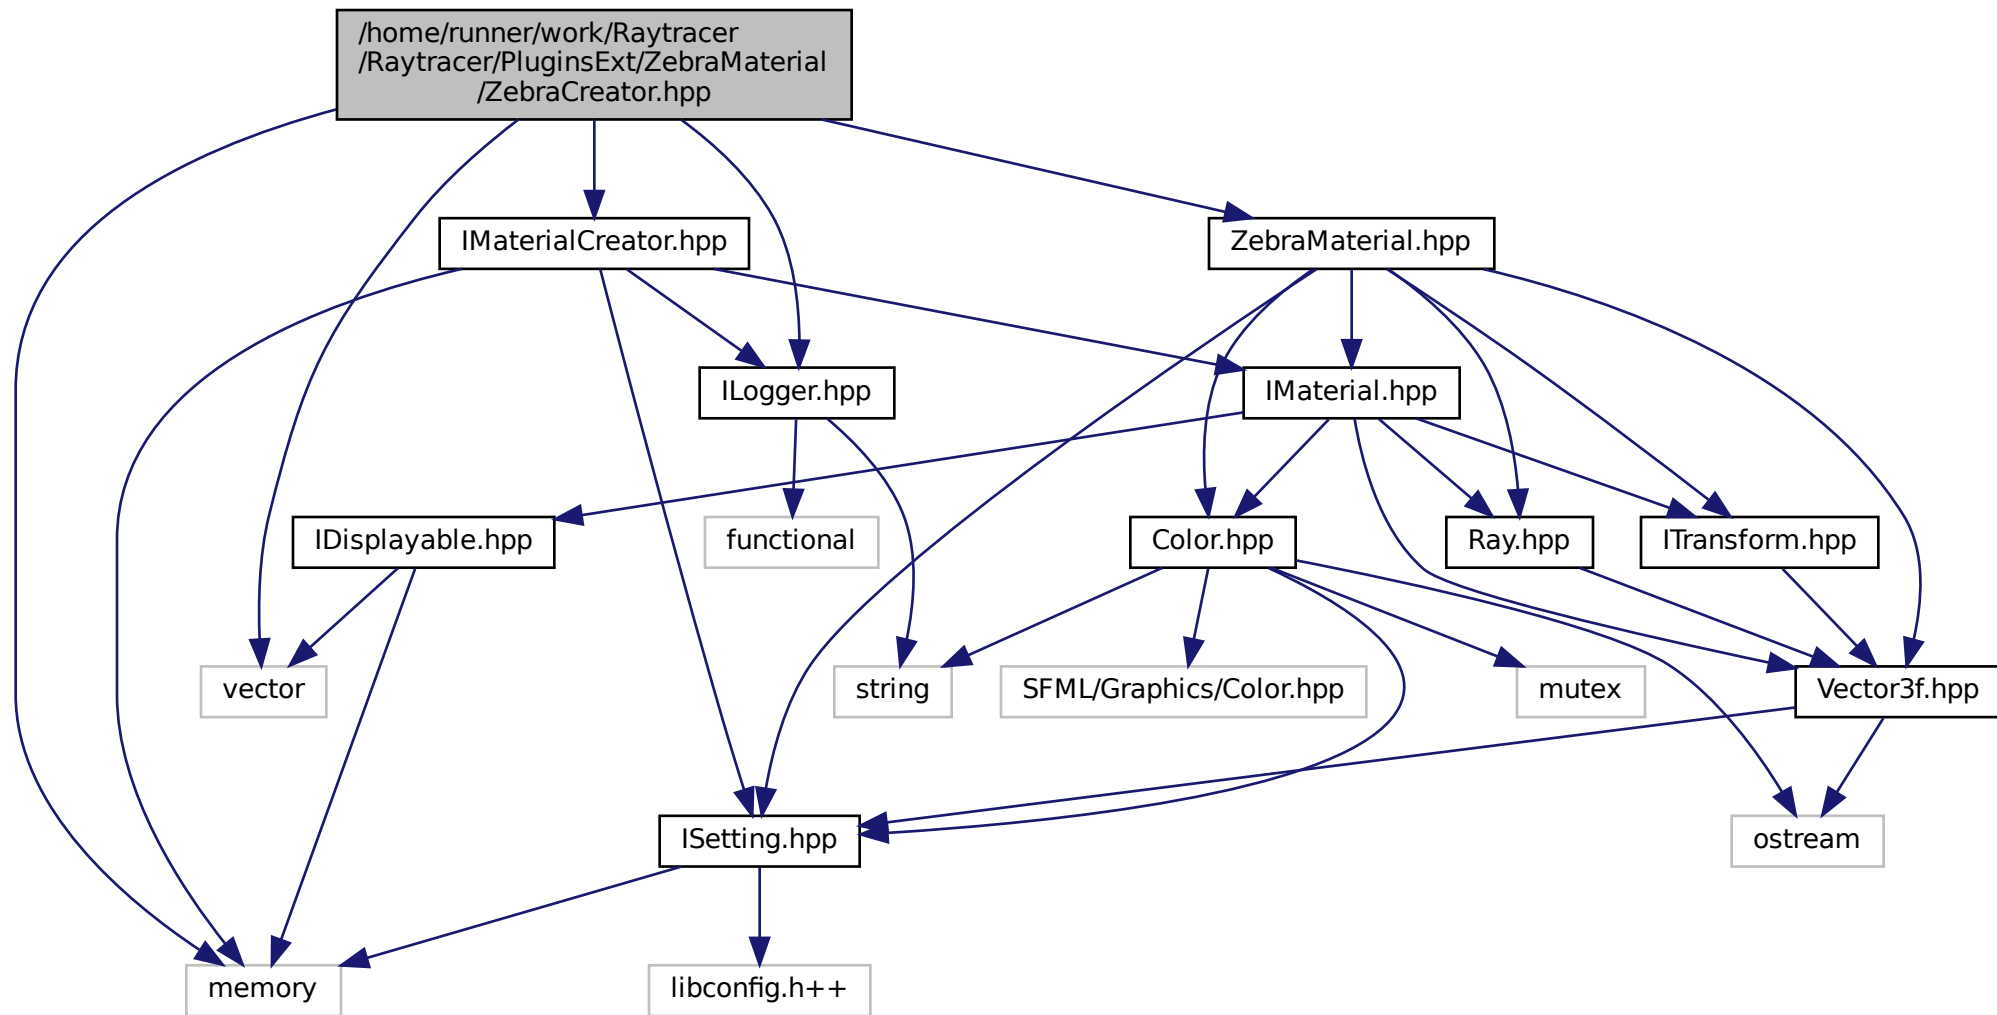 /home/runner/work/Raytracer
/Raytracer/PluginsExt/ZebraMaterial
/ZebraCreator.hpp
IMaterialCreator.hpp
ZebraMaterial.hpp
ILogger.hpp
IMaterial.hpp
IDisplayable.hpp
functional
Color.hpp
Ray.hpp
ITransform.hpp
vector
string
SFML/Graphics/Color.hpp
mutex
Vector3f.hpp
ISetting.hpp
ostream
memory
libconfig.h++